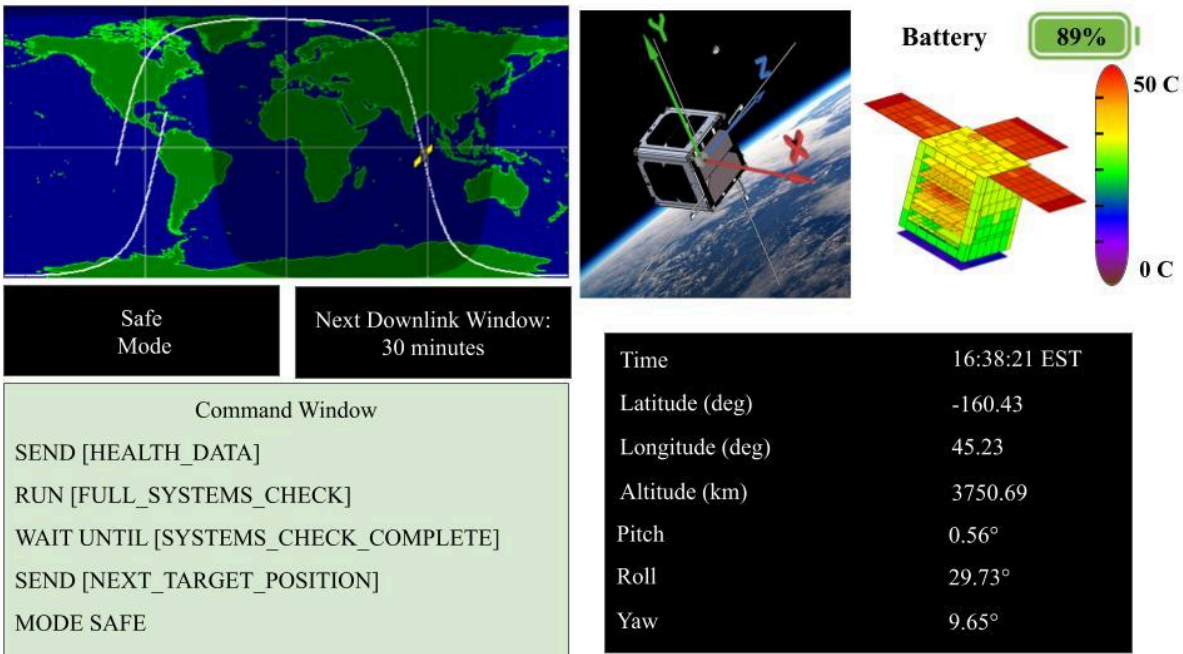 Y
Z
X
Battery
89%
50 C
0 C
Safe
Mode
Next Downlink Window:
30 minutes
Command Window
SEND [HEALTH_DATA]
RUN [FULL_SYSTEMS_CHECK]
WAIT UNTIL [SYSTEMS_CHECK_COMPLETE]
SEND [NEXT_TARGET_POSITION]
MODE SAFE
Time 16:38:21 EST
Latitude (deg) -160.43
Longitude (deg) 45.23
Altitude (km) 3750.69
Pitch 0.56°
Roll 29.73°
Yaw 9.65°